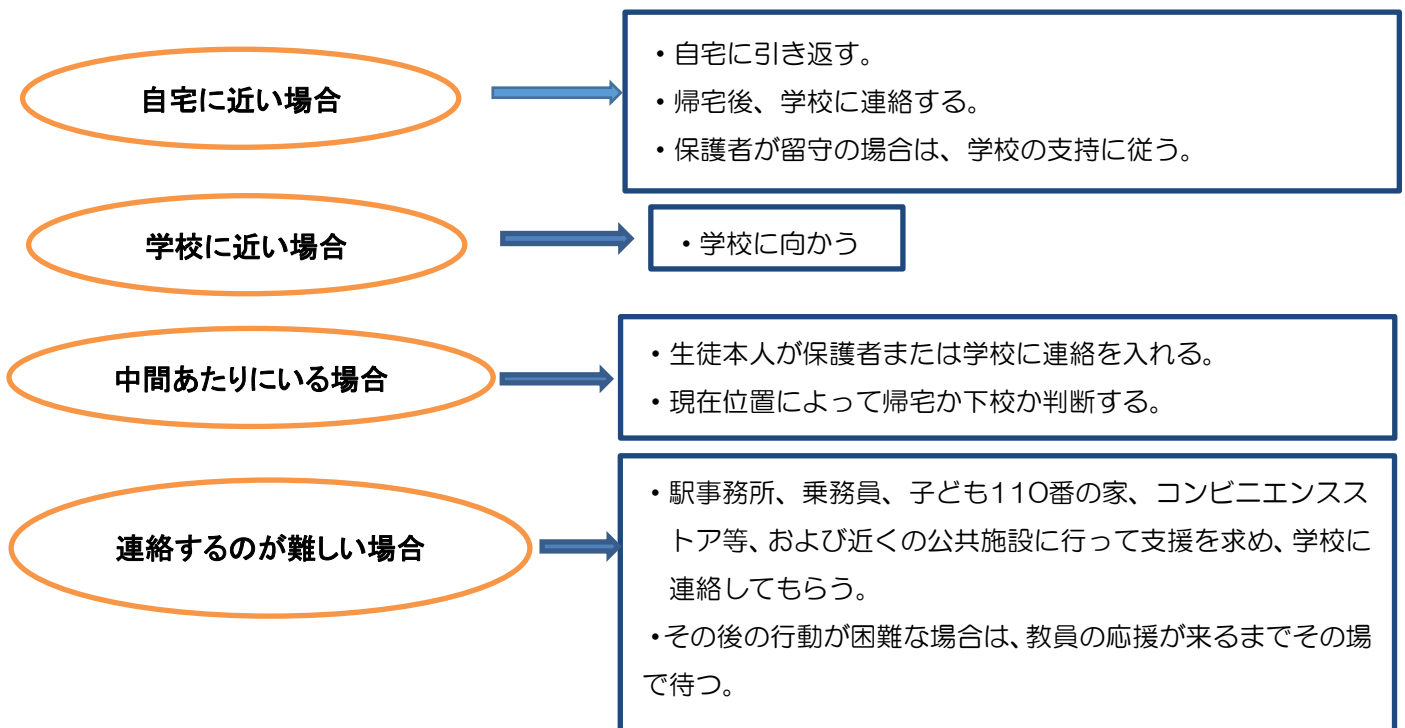 自宅に近い場合
・自宅に引き返す。
・帰宅後、学校に連絡する。
・保護者が留守の場合は、学校の支持に従う。
学校に近い場合
・学校に向かう
中間あたりにいる場合
・生徒本人が保護者または学校に連絡を入れる。
・現在位置によって帰宅か下校か判断する。
連絡するのが難しい場合
・駅事務所、乗務員、子ども110番の家、コンビニエンスス
トア等、および近くの公共施設に行って支援を求め、学校に
連絡してもらう。
・その後の行動が困難な場合は、教員の応援が来るまでその場
で待つ。